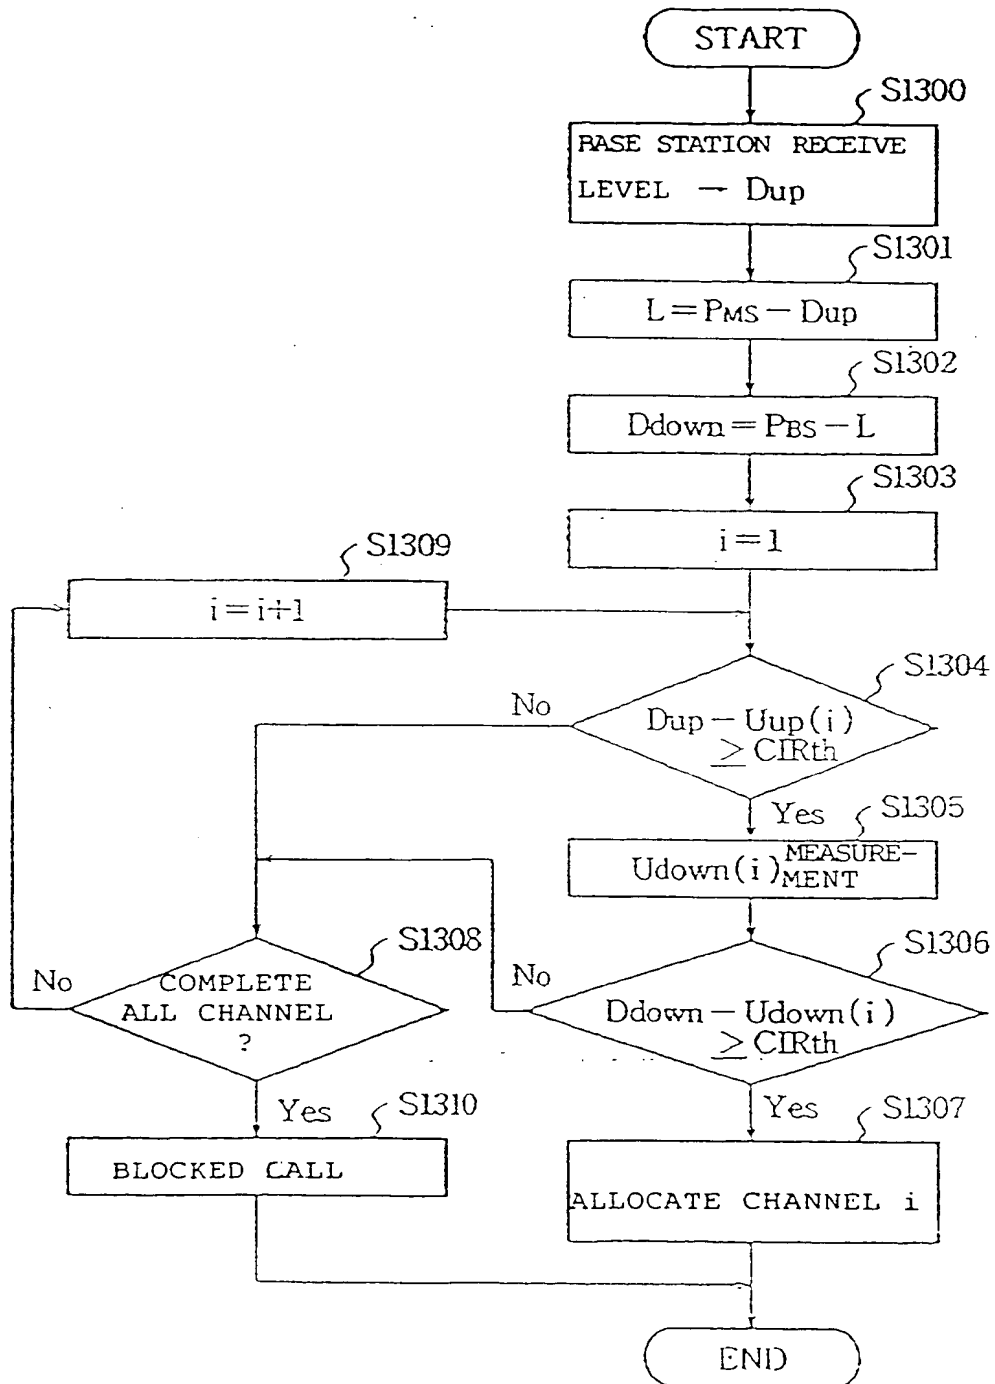 START
S1300
BASE STATION RECEIVE
LEVEL → Dup
S1301
L = PMS − Dup
S1302
Ddown = PBS − L
S1303
i = 1
S1309
i = i+1
S1304
No
Dup − Uup(i)
≥ CIRth
Yes
S1305
Udown(i) MEASURE-
MENT
S1308
No
COMPLETE
ALL CHANNEL
?
S1306
No
Ddown − Udown(i)
≥ CIRth
Yes
S1310
BLOCKED CALL
Yes
S1307
ALLOCATE CHANNEL i
END